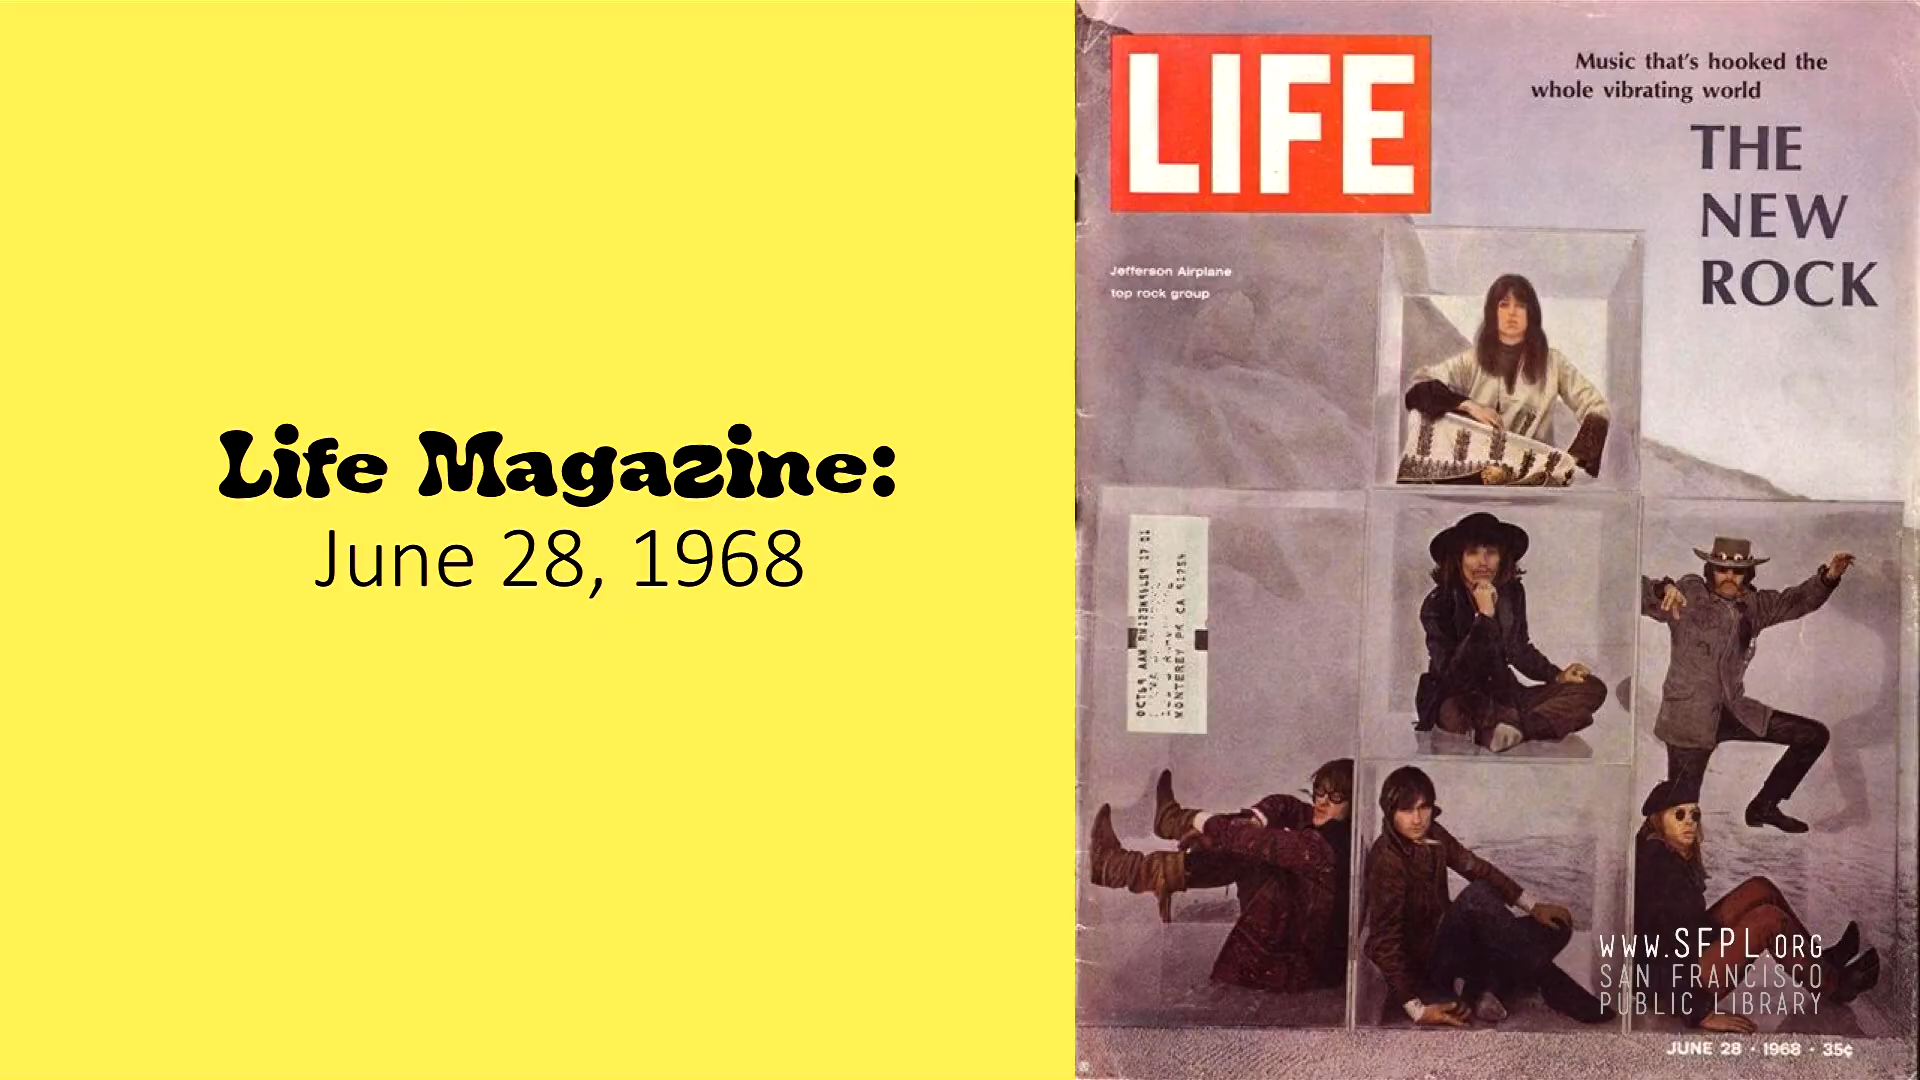 Life Magazine:
June 28, 1968
LIFE
Music that's hooked the
whole vibrating world
THE
NEW
ROCK
Jefferson Airplane
top rock group
MONTEREY PK CA 91754
www.SFPL.ORG
SAN FRANCISCO
PUBLIC LIBRARY
JUNE 28 · 1968 · 35¢